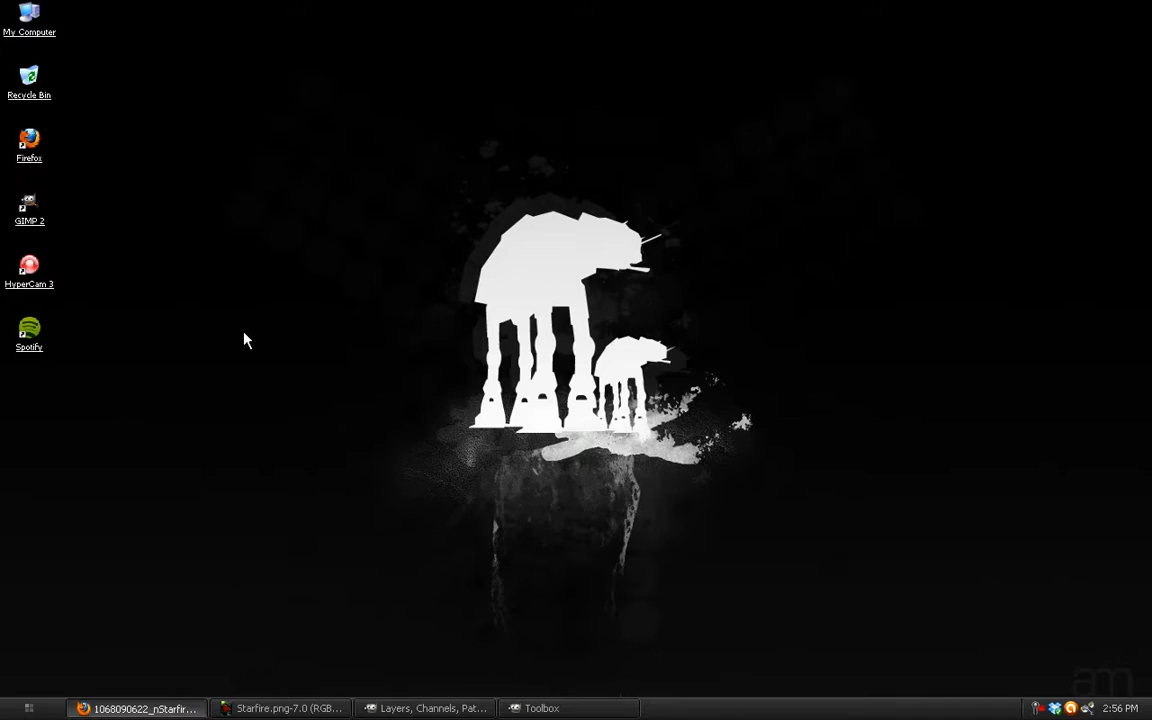 My Computer
Recycle Bin
Firefox
GIMP 2
HyperCam 3
Spotify
am
1068090622_nStarfir...
Starfire.png-7.0 (RGB...
Layers, Channels, Pat...
Toolbox
2:56 PM